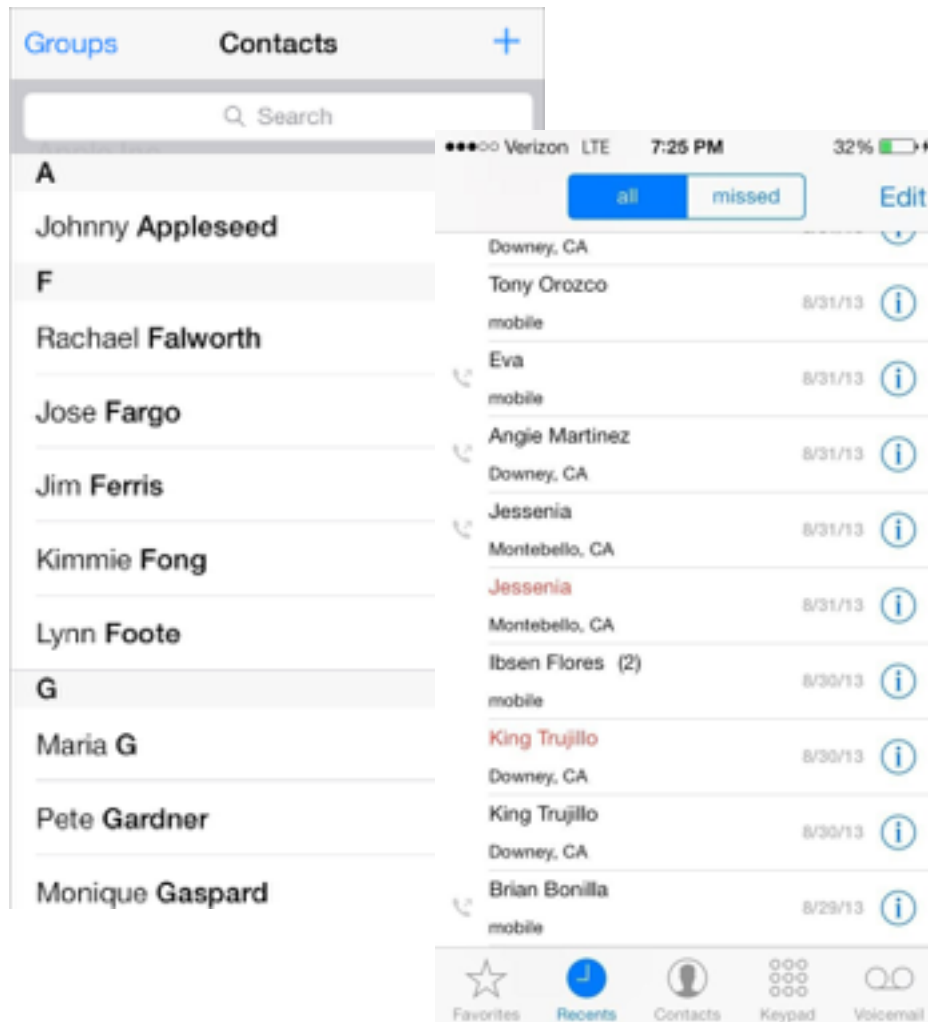 Groups Contacts +
Search
A
Johnny Appleseed
F
Rachael Falworth
Jose Fargo
Jim Ferris
Kimmie Fong
Lynn Foote
G
Maria G
Pete Gardner
Monique Gaspard
Verizon LTE 7:25 PM 32%
all missed Edit
Downey, CA
Tony Orozco
8/31/13
mobile
Eva
8/31/13
mobile
Angie Martinez
8/31/13
Downey, CA
Jessenia
8/31/13
Montebello, CA
Jessenia
8/31/13
Montebello, CA
Ibsen Flores (2)
8/30/13
mobile
King Trujillo
8/30/13
Downey, CA
King Trujillo
8/30/13
Downey, CA
Brian Bonilla
8/29/13
mobile
Favorites Recents Contacts Keypad Voicemail